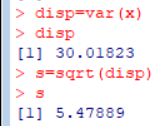 > disp=var(x)
> disp
[1] 30.01823
> s=sqrt(disp)
> s
[1] 5.47889